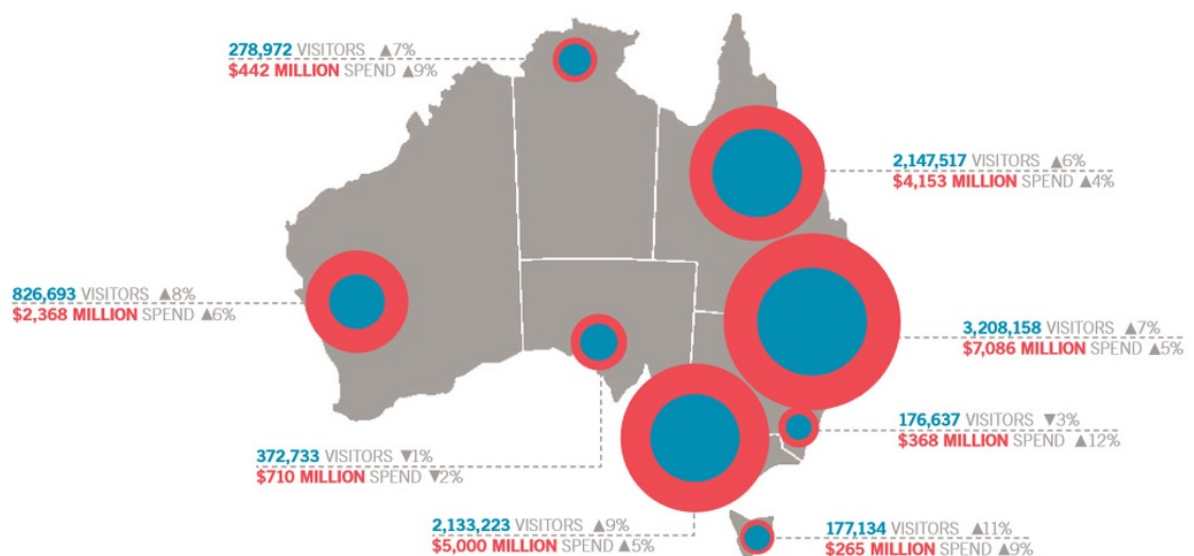 278,972 VISITORS ▲7%
$442 MILLION SPEND ▲9%
2,147,517 VISITORS ▲6%
$4,153 MILLION SPEND ▲4%
826,693 VISITORS ▲8%
$2,368 MILLION SPEND ▲6%
3,208,158 VISITORS ▲7%
$7,086 MILLION SPEND ▲5%
176,637 VISITORS ▼3%
$368 MILLION SPEND ▲12%
372,733 VISITORS ▼1%
$710 MILLION SPEND ▼2%
2,133,223 VISITORS ▲9%
$5,000 MILLION SPEND ▲5%
177,134 VISITORS ▲11%
$265 MILLION SPEND ▲9%